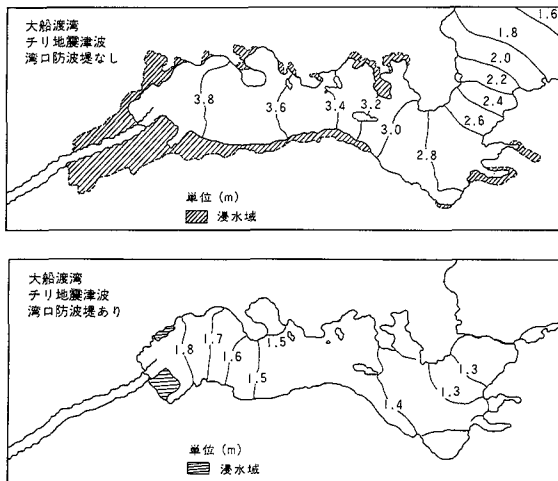 大船渡湾
チリ地震津波
湾口防波堤なし
1.6
1.8
2.0
2.2
2.4
2.6
3.8
3.6
3.4
3.2
3.0
2.8
単位 (m)
浸水域
大船渡湾
チリ地震津波
湾口防波堤あり
1.8
1.7
1.6
1.5
1.5
1.4
1.3
1.3
単位 (m)
浸水域